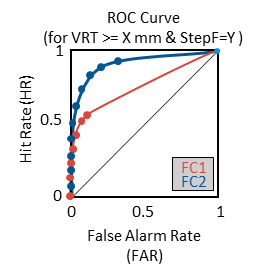 ROC Curve
(for VRT >= X mm & StepF=Y )
1
0.5
0
Hit Rate (HR)
FC1
FC2
0
0.5
1
False Alarm Rate
(FAR)